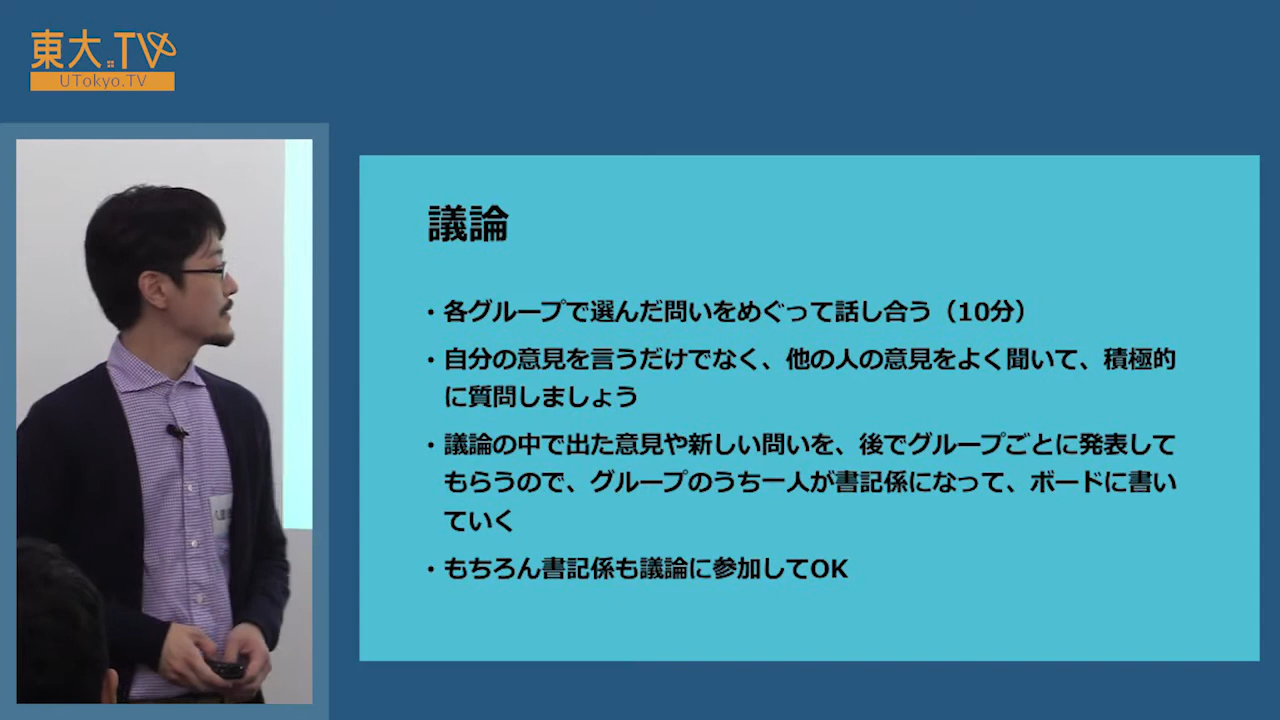 東大.TV
UTokyo.TV
議論
・各グループで選んだ問いをめぐって話し合う（10分）
・自分の意見を言うだけでなく、他の人の意見をよく聞いて、積極的
に質問しましょう
・議論の中で出た意見や新しい問いを、後でグループごとに発表して
もらうので、グループのうち一人が書記係になって、ボードに書い
ていく
・もちろん書記係も議論に参加してOK